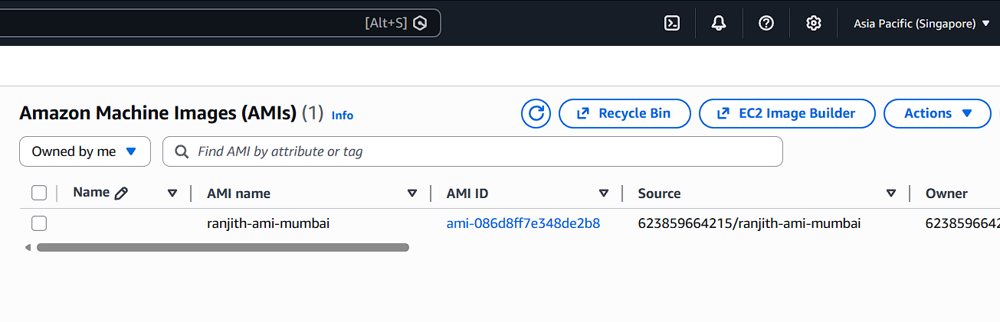 [Alt+S] Asia Pacific (Singapore)
Amazon Machine Images (AMIs) (1) Info Recycle Bin EC2 Image Builder Actions
Owned by me Find AMI by attribute or tag
Name AMI name AMI ID Source Owner
ranjith-ami-mumbai ami-086d8ff7e348de2b8 623859664215/ranjith-ami-mumbai 6238596642